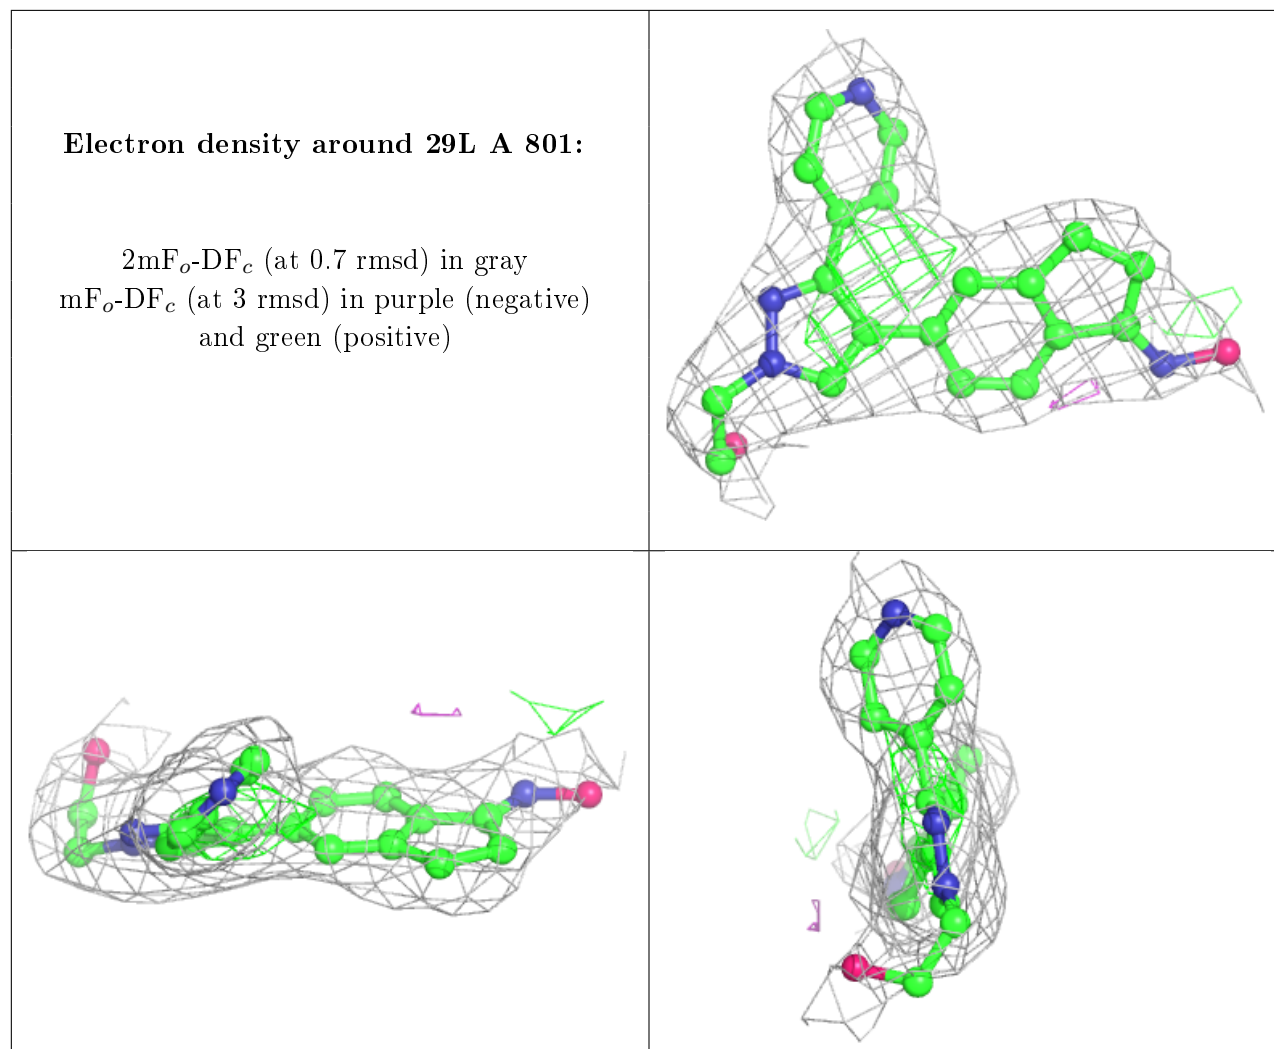 Electron density around 29L A 801:
2mFo-DFc (at 0.7 rmsd) in gray
mFo-DFc (at 3 rmsd) in purple (negative)
and green (positive)